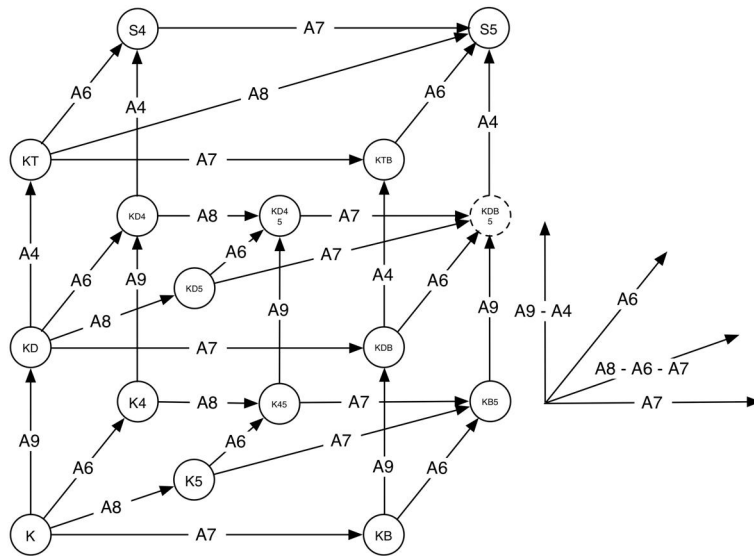 S4 A7 S5
A6 A8 A6
A4 A4
KT A7 KTB
KD4 A8 KD4 5 A7 KDB 5
A4 A6 A6 A7 A4 A6
A9 KD5 A9 A9
A8
KD A7 KDB
A9 - A4 A6
A8 - A6 - A7
A7
K4 A8 K45 A7 KB5
A9 A6 A6 A7 A9 A6
K5
A8
K A7 KB